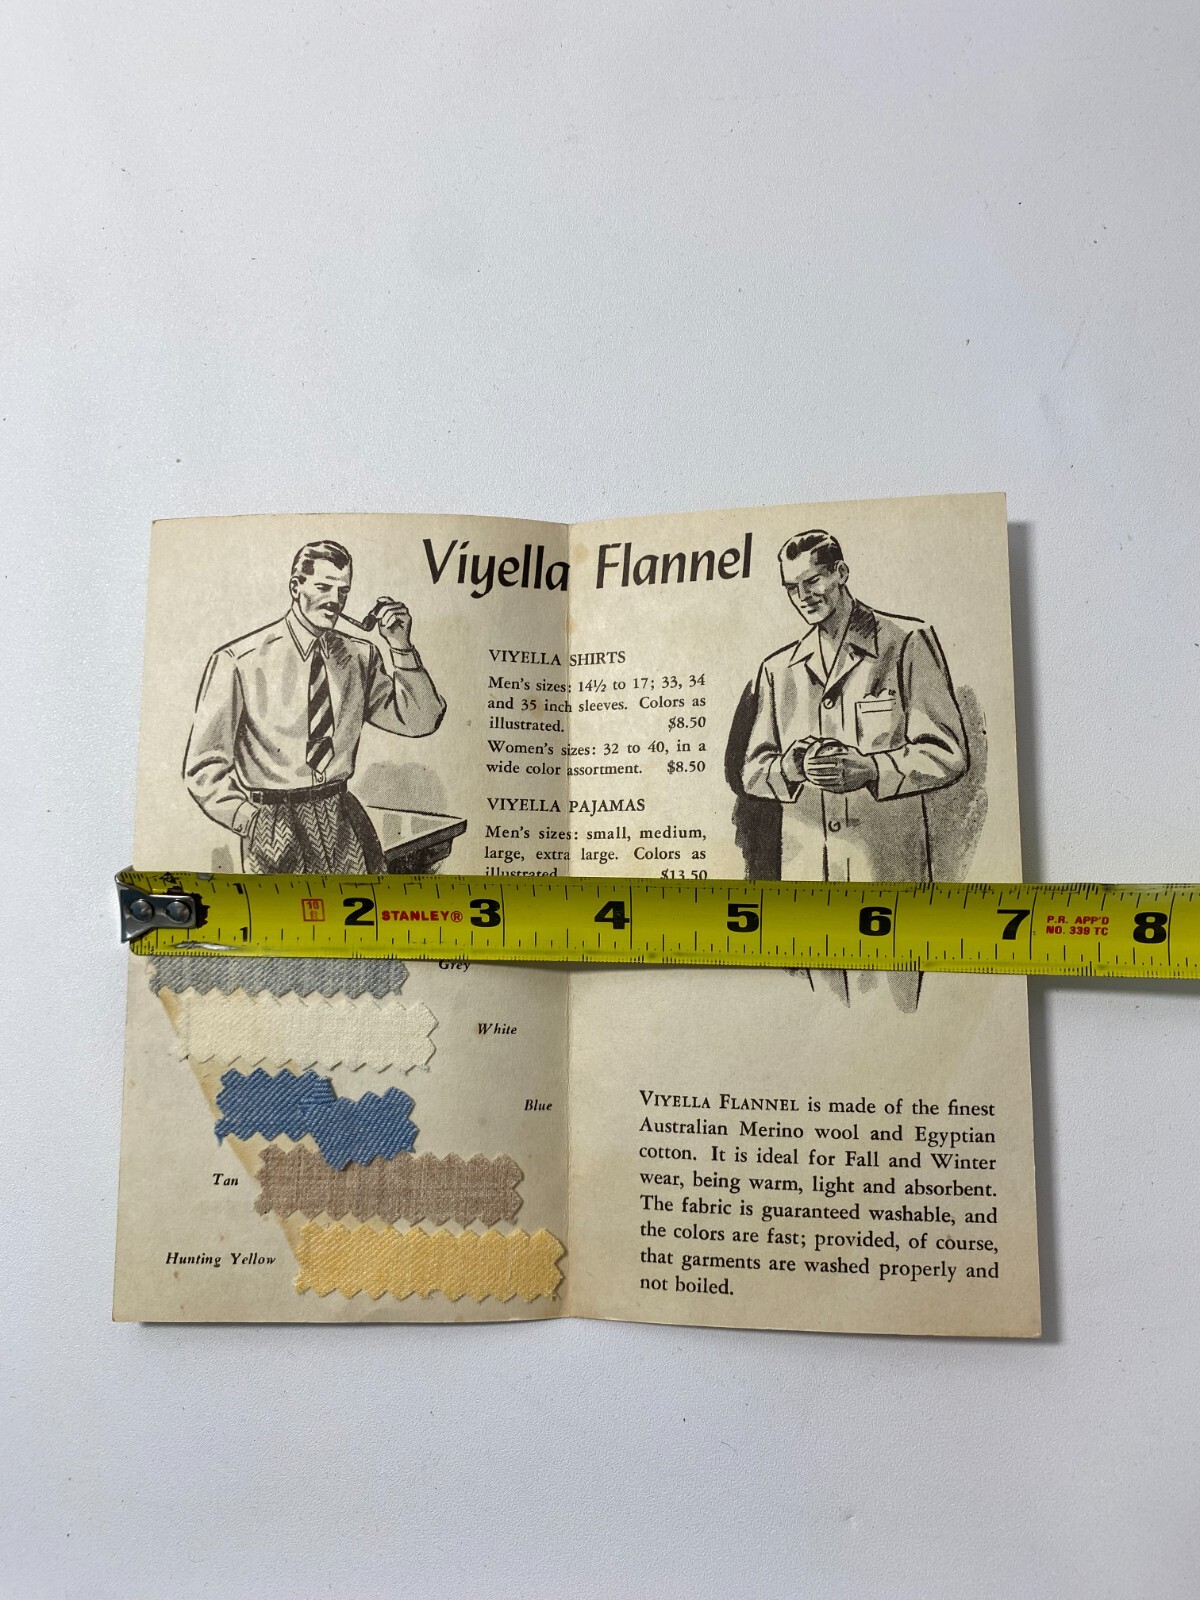 Viyella Flannel
VIYELLA SHIRTS
Men's sizes: 14½ to 17; 33, 34
and 35 inch sleeves. Colors as
illustrated. $8.50
Women's sizes: 32 to 40, in a
wide color assortment. $8.50
VIYELLA PAJAMAS
Men's sizes: small, medium,
large, extra large. Colors as
illustrated $13.50
1 2 STANLEY® 3 4 5 6 7 P.R. APP'D 8
NO. 339 TC
Grey
White
Blue
Tan
Hunting Yellow
VIYELLA FLANNEL is made of the finest
Australian Merino wool and Egyptian
cotton. It is ideal for Fall and Winter
wear, being warm, light and absorbent.
The fabric is guaranteed washable, and
the colors are fast; provided, of course,
that garments are washed properly and
not boiled.